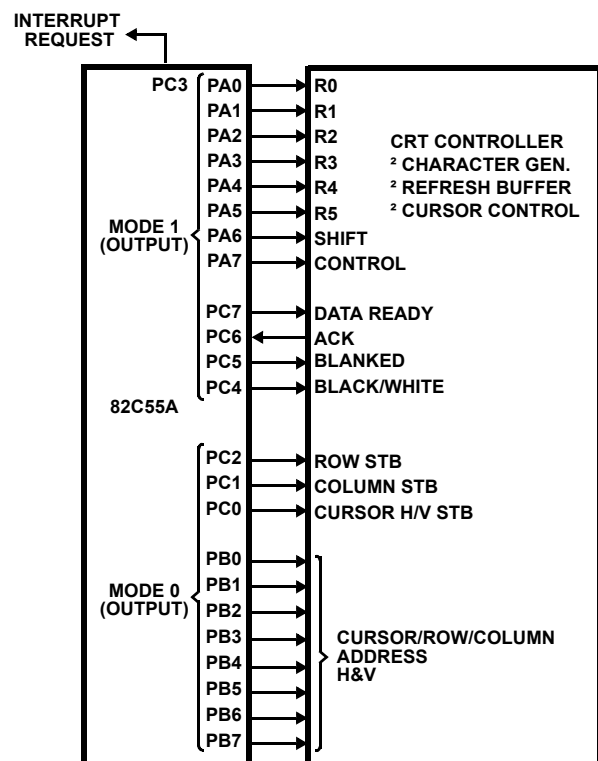 INTERRUPT
REQUEST
PC3 PA0 R0
PA1 R1
PA2 R2
CRT CONTROLLER
PA3 R3
² CHARACTER GEN.
PA4 R4
² REFRESH BUFFER
PA5 R5
² CURSOR CONTROL
MODE 1
(OUTPUT)
PA6 SHIFT
PA7 CONTROL
PC7 DATA READY
PC6 ACK
PC5 BLANKED
PC4 BLACK/WHITE
82C55A
PC2 ROW STB
PC1 COLUMN STB
PC0 CURSOR H/V STB
MODE 0
(OUTPUT)
PB0
PB1
PB2
PB3
PB4
PB5
PB6
PB7
CURSOR/ROW/COLUMN
ADDRESS
H&V